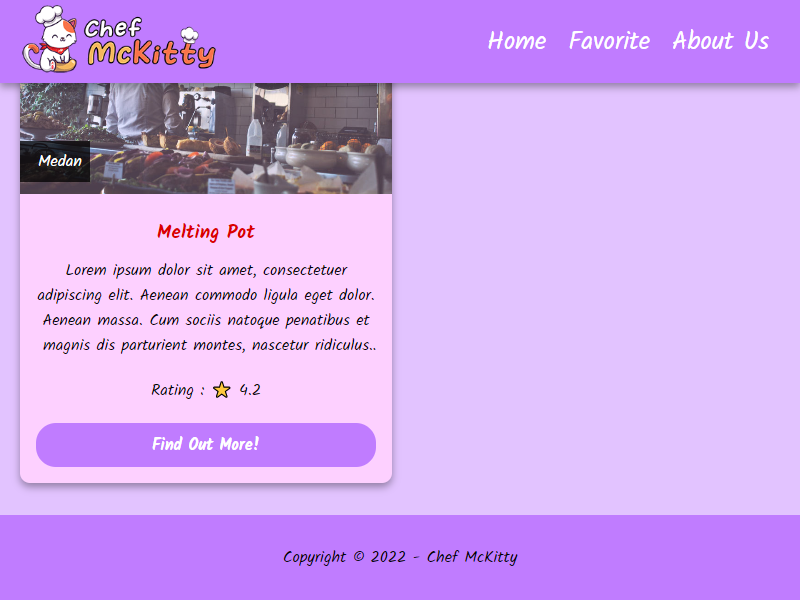 Chef
McKitty
Home Favorite About Us
Medan
Melting Pot
Lorem ipsum dolor sit amet, consectetuer
adipiscing elit. Aenean commodo ligula eget dolor.
Aenean massa. Cum sociis natoque penatibus et
magnis dis parturient montes, nascetur ridiculus..
Rating : ⭐ 4.2
Find Out More!
Copyright © 2022 - Chef McKitty